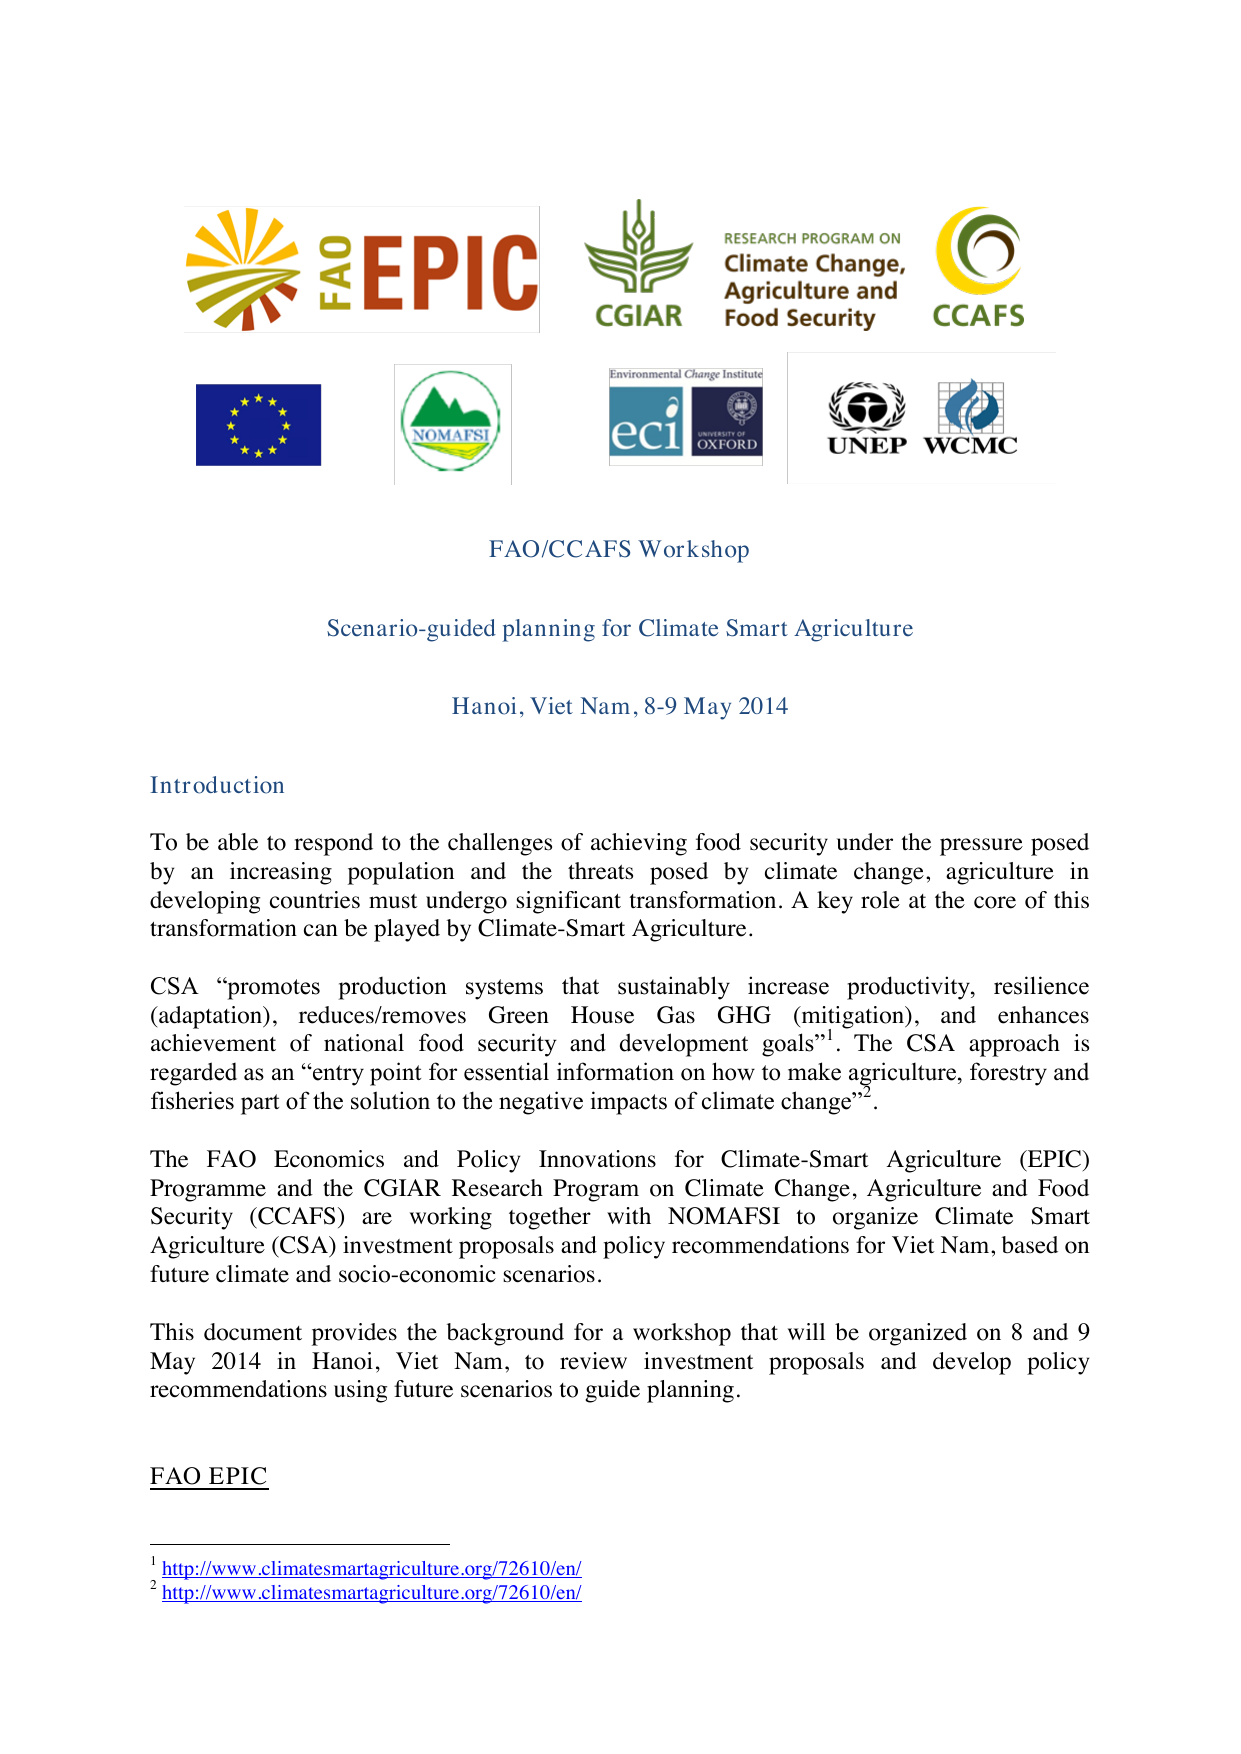 FAO EPIC
CGIAR
RESEARCH PROGRAM ON
Climate Change,
Agriculture and
Food Security
CCAFS
NOMAFSI
Environmental Change Institute
eci
UNIVERSITY OF
OXFORD
UNEP WCMC
FAO/CCAFS Workshop
Scenario-guided planning for Climate Smart Agriculture
Hanoi, Viet Nam, 8-9 May 2014
Introduction
To be able to respond to the challenges of achieving food security under the pressure posed
by an increasing population and the threats posed by climate change, agriculture in
developing countries must undergo significant transformation. A key role at the core of this
transformation can be played by Climate-Smart Agriculture.
CSA “promotes production systems that sustainably increase productivity, resilience
(adaptation), reduces/removes Green House Gas GHG (mitigation), and enhances
achievement of national food security and development goals”1. The CSA approach is
regarded as an “entry point for essential information on how to make agriculture, forestry and
fisheries part of the solution to the negative impacts of climate change”2.
The FAO Economics and Policy Innovations for Climate-Smart Agriculture (EPIC)
Programme and the CGIAR Research Program on Climate Change, Agriculture and Food
Security (CCAFS) are working together with NOMAFSI to organize Climate Smart
Agriculture (CSA) investment proposals and policy recommendations for Viet Nam, based on
future climate and socio-economic scenarios.
This document provides the background for a workshop that will be organized on 8 and 9
May 2014 in Hanoi, Viet Nam, to review investment proposals and develop policy
recommendations using future scenarios to guide planning.
FAO EPIC
1 http://www.climatesmartagriculture.org/72610/en/
2 http://www.climatesmartagriculture.org/72610/en/